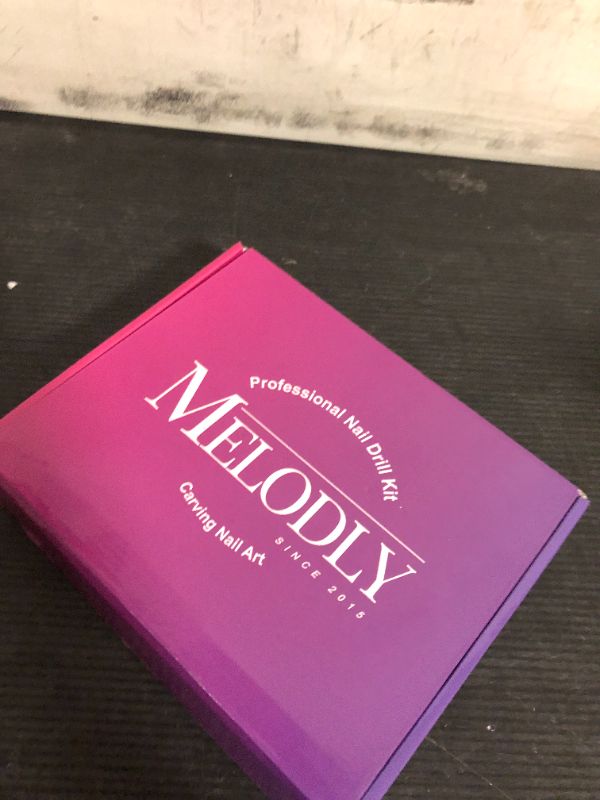 Professional Nail Drill Kit
MELODLY
SINCE 2015
Carving Nail Art